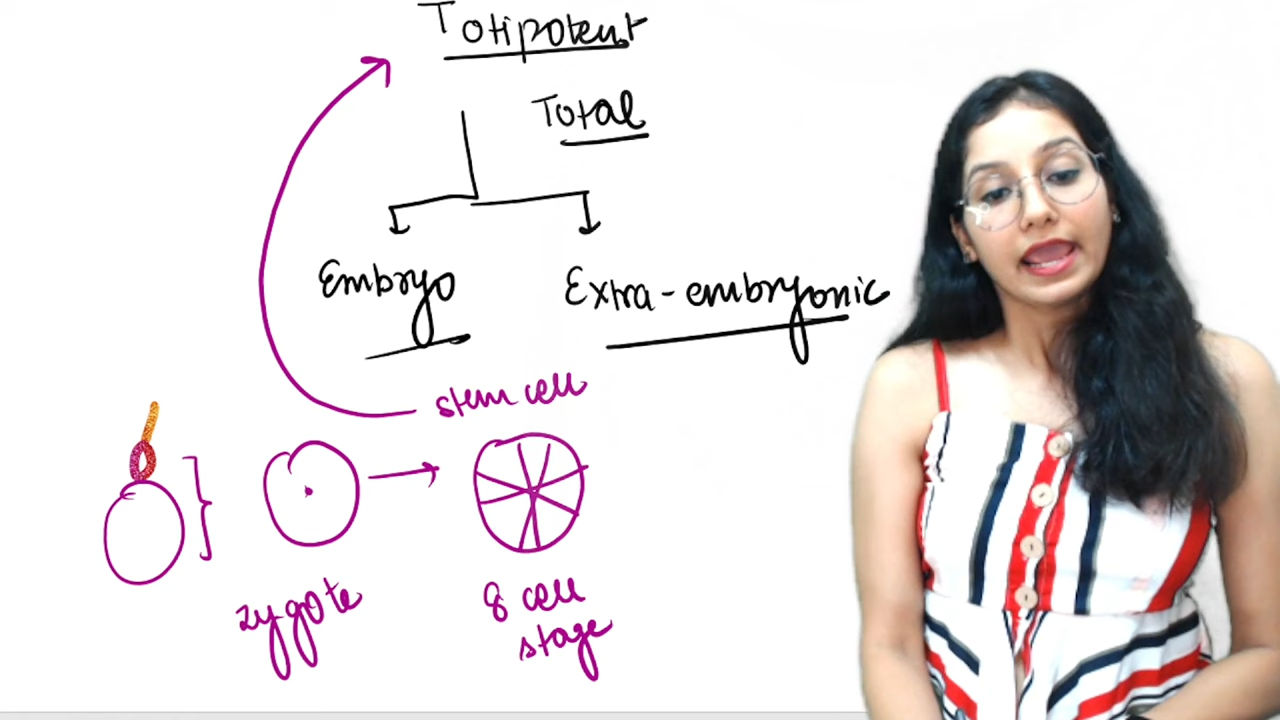 Totipotent
Total
Embryo
Extra-embryonic
stem cell
zygote
8 cell
stage